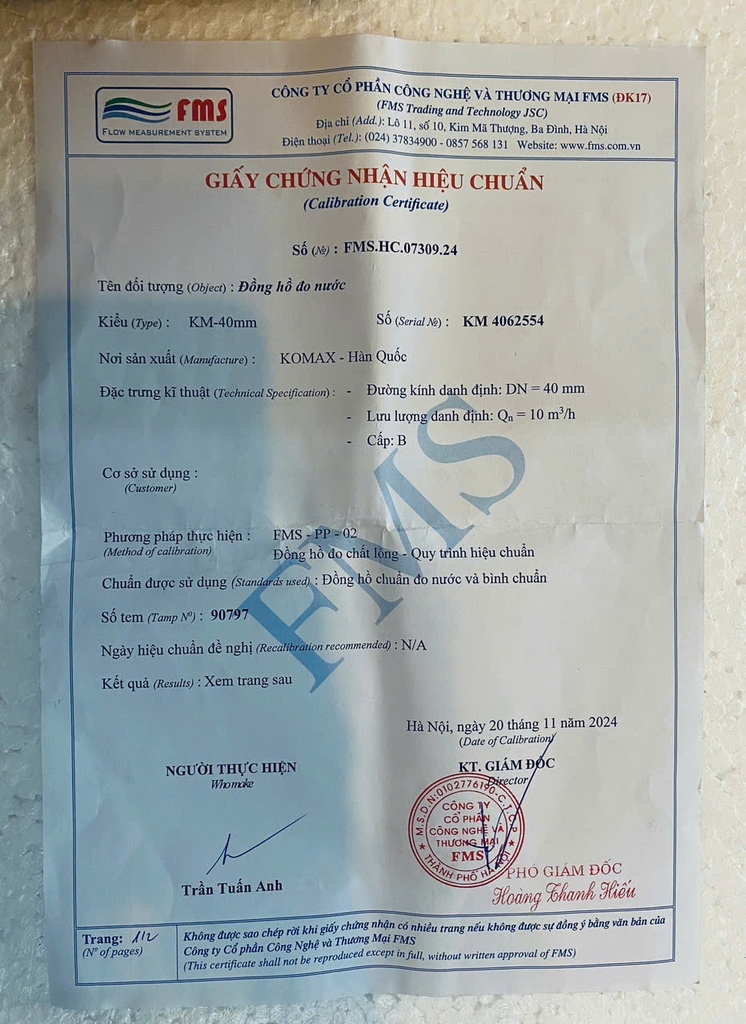 FMS
FLOW MEASUREMENT SYSTEM
CÔNG TY CỔ PHẦN CÔNG NGHỆ VÀ THƯƠNG MẠI FMS (ĐK17)
(FMS Trading and Technology JSC)
Địa chỉ (Add.): Lô 11, số 10, Kim Mã Thượng, Ba Đình, Hà Nội
Điện thoại (Tel.): (024) 37834900 - 0857 568 131 Website: www.fms.com.vn
GIẤY CHỨNG NHẬN HIỆU CHUẨN
(Calibration Certificate)
Số (№) : FMS.HC.07309.24
Tên đối tượng (Object) : Đồng hồ đo nước
Kiểu (Type) : KM-40mm Số (Serial №) : KM 4062554
Nơi sản xuất (Manufacture) : KOMAX - Hàn Quốc
Đặc trưng kĩ thuật (Technical Specification) : - Đường kính danh định: DN = 40 mm
- Lưu lượng danh định: Qn = 10 m³/h
- Cấp: B
Cơ sở sử dụng :
(Customer)
Phương pháp thực hiện : FMS - PP - 02
(Method of calibration) Đồng hồ đo chất lỏng - Quy trình hiệu chuẩn
Chuẩn được sử dụng (Standards used) : Đồng hồ chuẩn đo nước và bình chuẩn
Số tem (Tamp Nº) : 90797
Ngày hiệu chuẩn đề nghị (Recalibration recommended) : N/A
Kết quả (Results) : Xem trang sau
FMS
Hà Nội, ngày 20 tháng 11 năm 2024
(Date of Calibration)
NGƯỜI THỰC HIỆN
Who make
KT. GIÁM ĐỐC
Director
M.S.D.N:0102776190-C.T.C.P
CÔNG TY
CỔ PHẦN
CÔNG NGHỆ VÀ
THƯƠNG MẠI
FMS
THÀNH PHỐ HÀ NỘI
Trần Tuấn Anh
PHÓ GIÁM ĐỐC
Hoàng Thanh Hiếu
Trang: 1/2
(Nº of pages)
Không được sao chép rời khi giấy chứng nhận có nhiều trang nếu không được sự đồng ý bằng văn bản của
Công ty Cổ phần Công Nghệ và Thương Mại FMS
(This certificate shall not be reproduced except in full, without written approval of FMS)